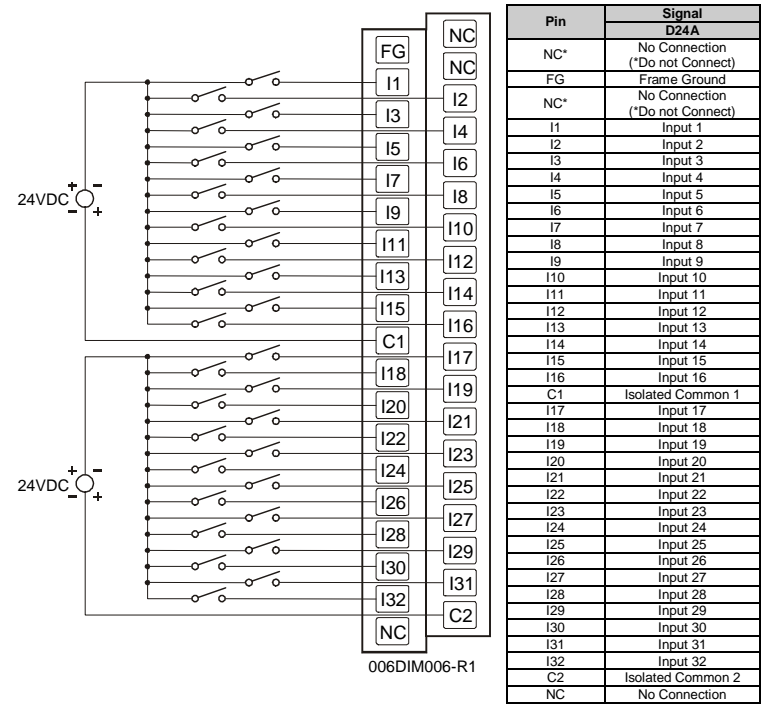 FG
I1
I3
I5
I7
I9
I11
I13
I15
C1
I18
I20
I22
I24
I26
I28
I30
I32
NC
NC
NC
I2
I4
I6
I8
I10
I12
I14
I16
I17
I19
I21
I23
I25
I27
I29
I31
C2
+ -
24VDC
- +
+ -
24VDC
- +
006DIM006-R1
Pin Signal
D24A
NC* No Connection
(*Do not Connect)
FG Frame Ground
NC* No Connection
(*Do not Connect)
I1 Input 1
I2 Input 2
I3 Input 3
I4 Input 4
I5 Input 5
I6 Input 6
I7 Input 7
I8 Input 8
I9 Input 9
I10 Input 10
I11 Input 11
I12 Input 12
I13 Input 13
I14 Input 14
I15 Input 15
I16 Input 16
C1 Isolated Common 1
I17 Input 17
I18 Input 18
I19 Input 19
I20 Input 20
I21 Input 21
I22 Input 22
I23 Input 23
I24 Input 24
I25 Input 25
I26 Input 26
I27 Input 27
I28 Input 28
I29 Input 29
I30 Input 30
I31 Input 31
I32 Input 32
C2 Isolated Common 2
NC No Connection